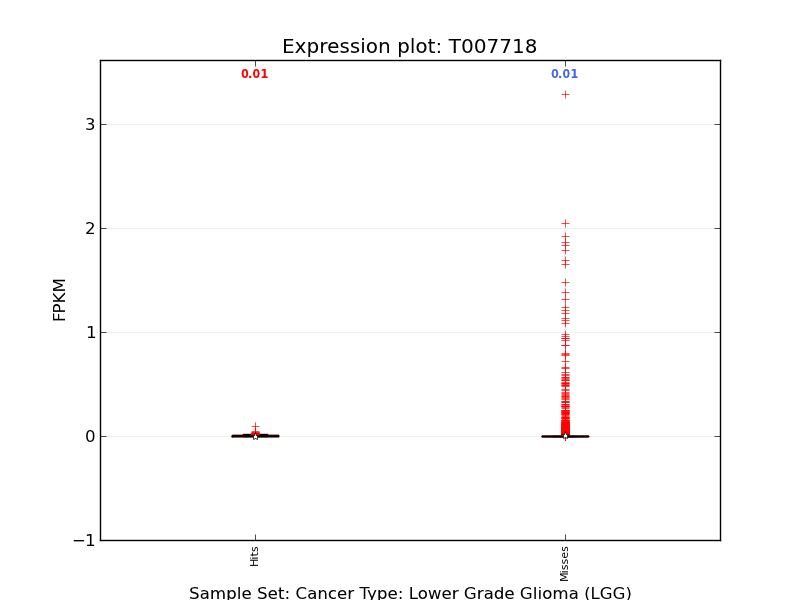 Expression plot: T007718
0.01
0.01
3
2
1
0
−1
FPKM
Hits
Misses
Sample Set: Cancer Type: Lower Grade Glioma (LGG)